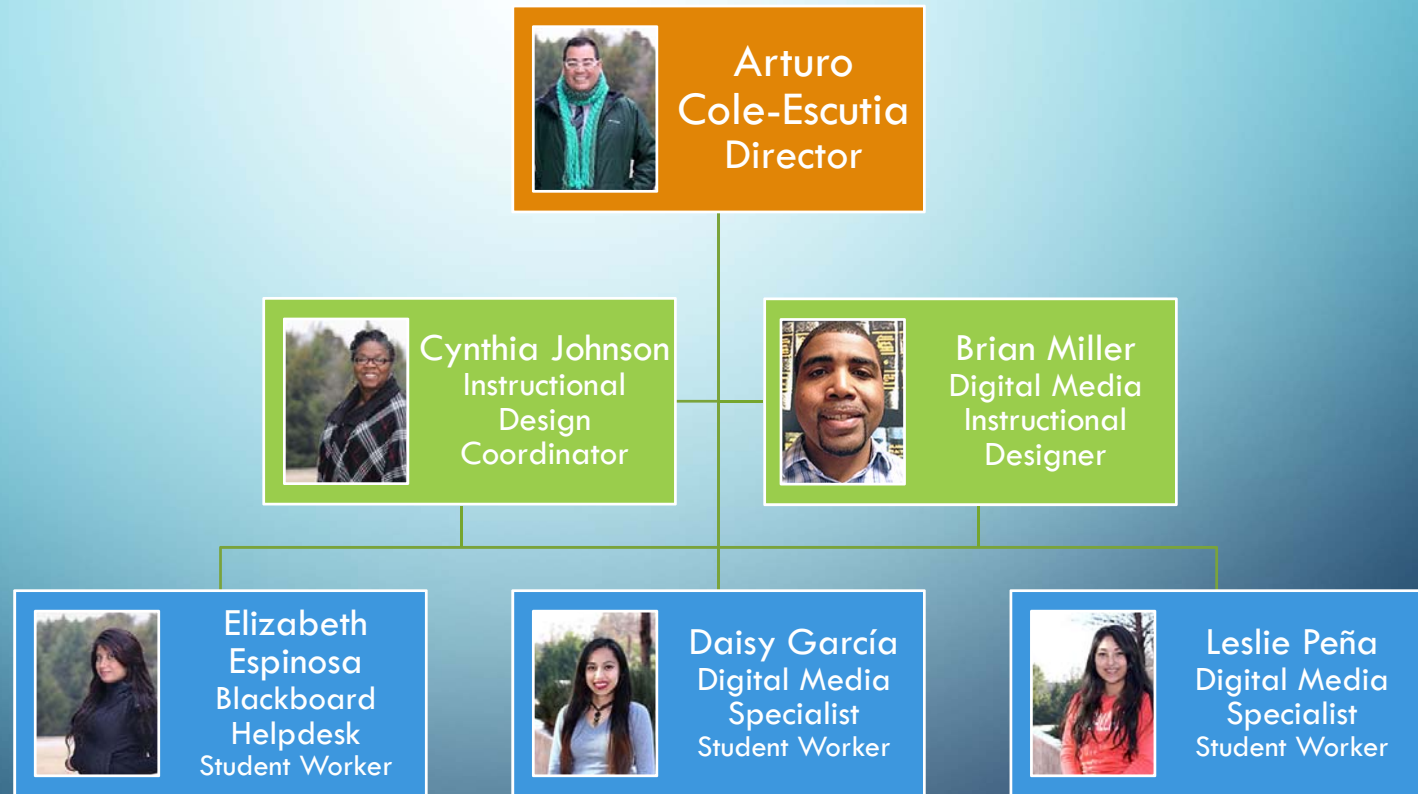 Arturo
Cole-Escutia
Director
Cynthia Johnson
Instructional
Design
Coordinator
Brian Miller
Digital Media
Instructional
Designer
Elizabeth
Espinosa
Blackboard
Helpdesk
Student Worker
Daisy García
Digital Media
Specialist
Student Worker
Leslie Peña
Digital Media
Specialist
Student Worker